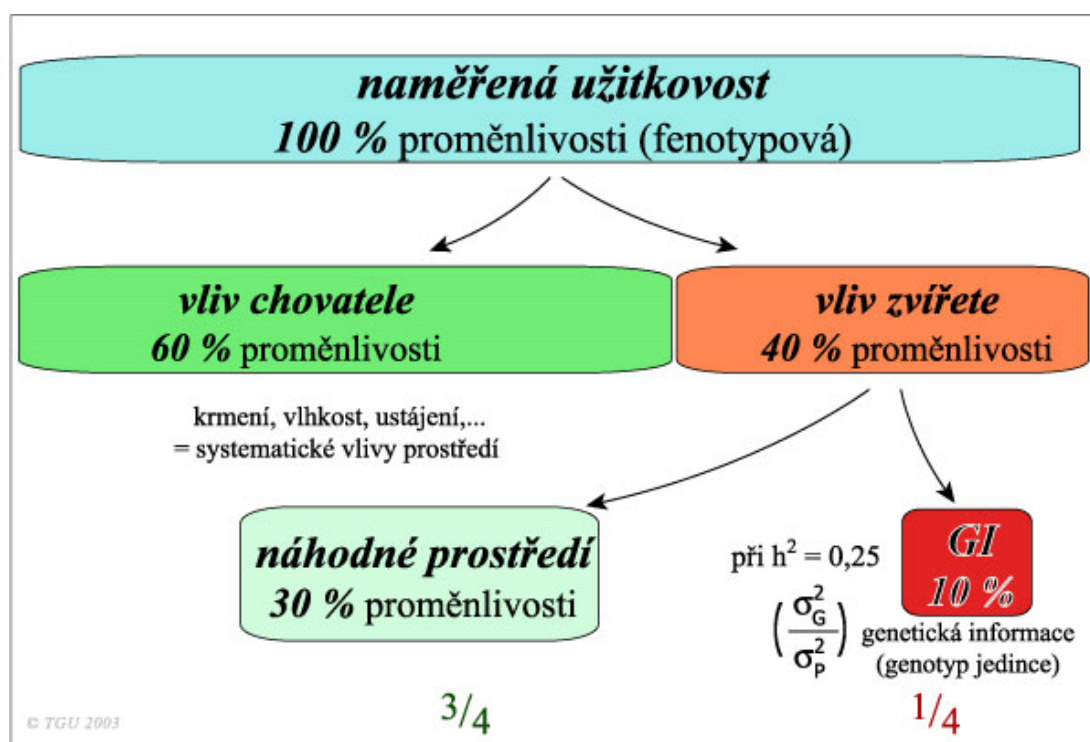 naměřená užitkovost
100 % proměnlivosti (fenotypová)
vliv chovatele
60 % proměnlivosti
vliv zvířete
40 % proměnlivosti
krmení, vlhkost, ustájení,...
= systematické vlivy prostředí
náhodné prostředí
30 % proměnlivosti
při h² = 0,25
(σ²G / σ²P)
GI
10 %
genetická informace
(genotyp jedince)
3/4
1/4
© TGU 2003